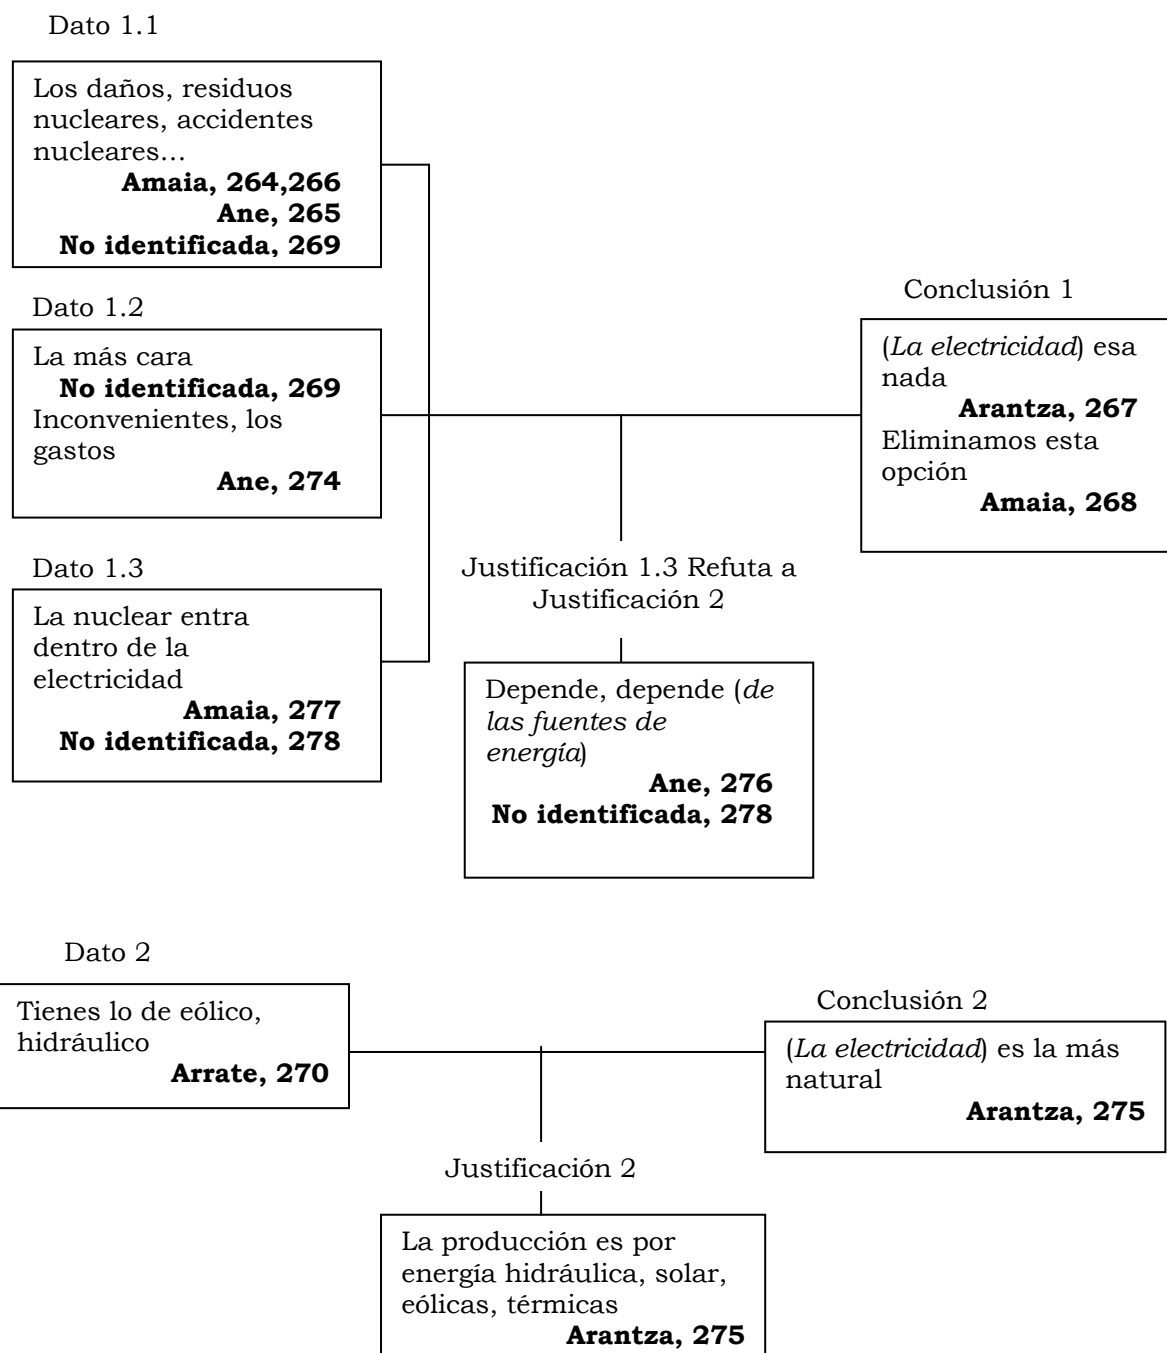 Dato 1.1
Los daños, residuos
nucleares, accidentes
nucleares...
Amaia, 264,266
Ane, 265
No identificada, 269
Dato 1.2
La más cara
No identificada, 269
Inconvenientes, los
gastos
Ane, 274
Dato 1.3
La nuclear entra
dentro de la
electricidad
Amaia, 277
No identificada, 278
Conclusión 1
(La electricidad) esa
nada
Arantza, 267
Eliminamos esta
opción
Amaia, 268
Justificación 1.3 Refuta a
Justificación 2
Depende, depende (de
las fuentes de
energía)
Ane, 276
No identificada, 278
Dato 2
Tienes lo de eólico,
hidráulico
Arrate, 270
Conclusión 2
(La electricidad) es la más
natural
Arantza, 275
Justificación 2
La producción es por
energía hidráulica, solar,
eólicas, térmicas
Arantza, 275